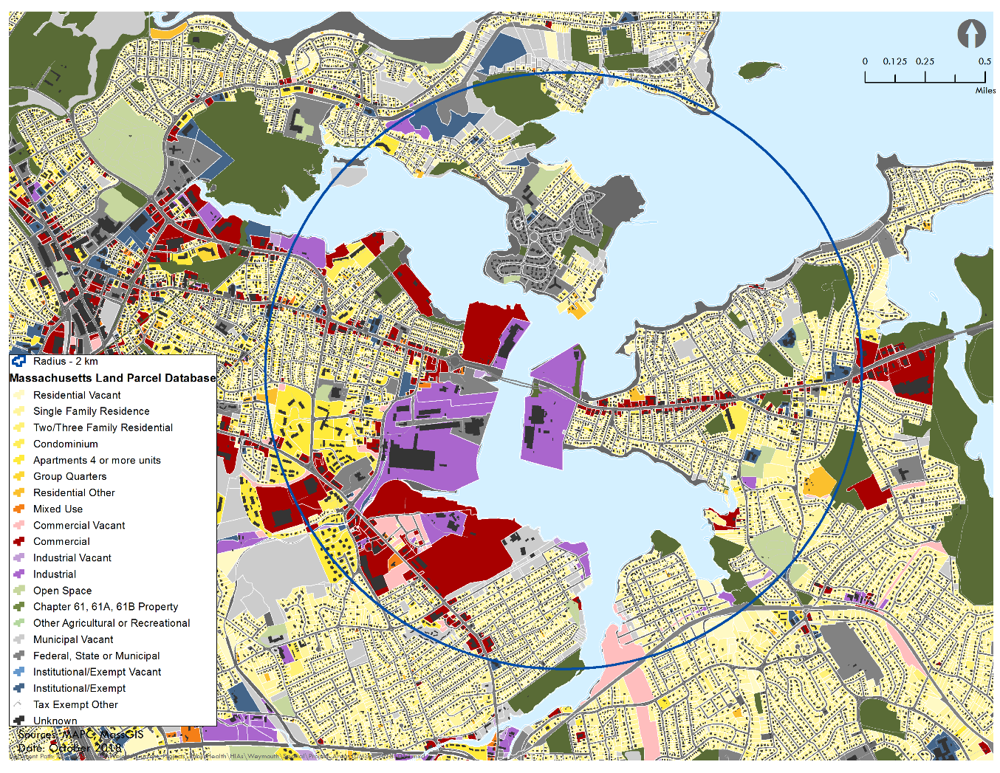 0 0.125 0.25 0.5
Miles
Radius - 2 km
Massachusetts Land Parcel Database
Residential Vacant
Single Family Residence
Two/Three Family Residential
Condominium
Apartments 4 or more units
Group Quarters
Residential Other
Mixed Use
Commercial Vacant
Commercial
Industrial Vacant
Industrial
Open Space
Chapter 61, 61A, 61B Property
Other Agricultural or Recreational
Municipal Vacant
Federal, State or Municipal
Institutional/Exempt Vacant
Institutional/Exempt
Tax Exempt Other
Unknown
Sources: MAPC, MassGIS
Date: October 2018